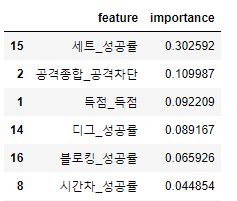 feature importance
15 세트_성공률 0.302592
2 공격종합_공격차단 0.109987
1 득점_득점 0.092209
14 디그_성공률 0.089167
16 블로킹_성공률 0.065926
8 시간차_성공률 0.044854